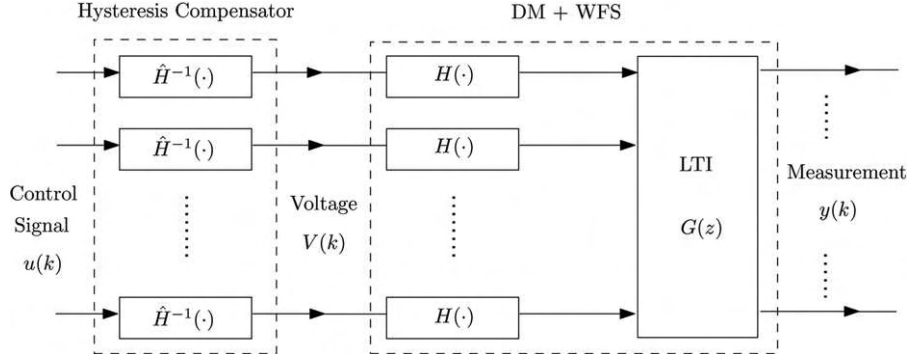 Hysteresis Compensator
DM + WFS
Ĥ⁻¹(·)
H(·)
Ĥ⁻¹(·)
H(·)
LTI
G(z)
Control
Signal
u(k)
Voltage
V(k)
Measurement
y(k)
Ĥ⁻¹(·)
H(·)